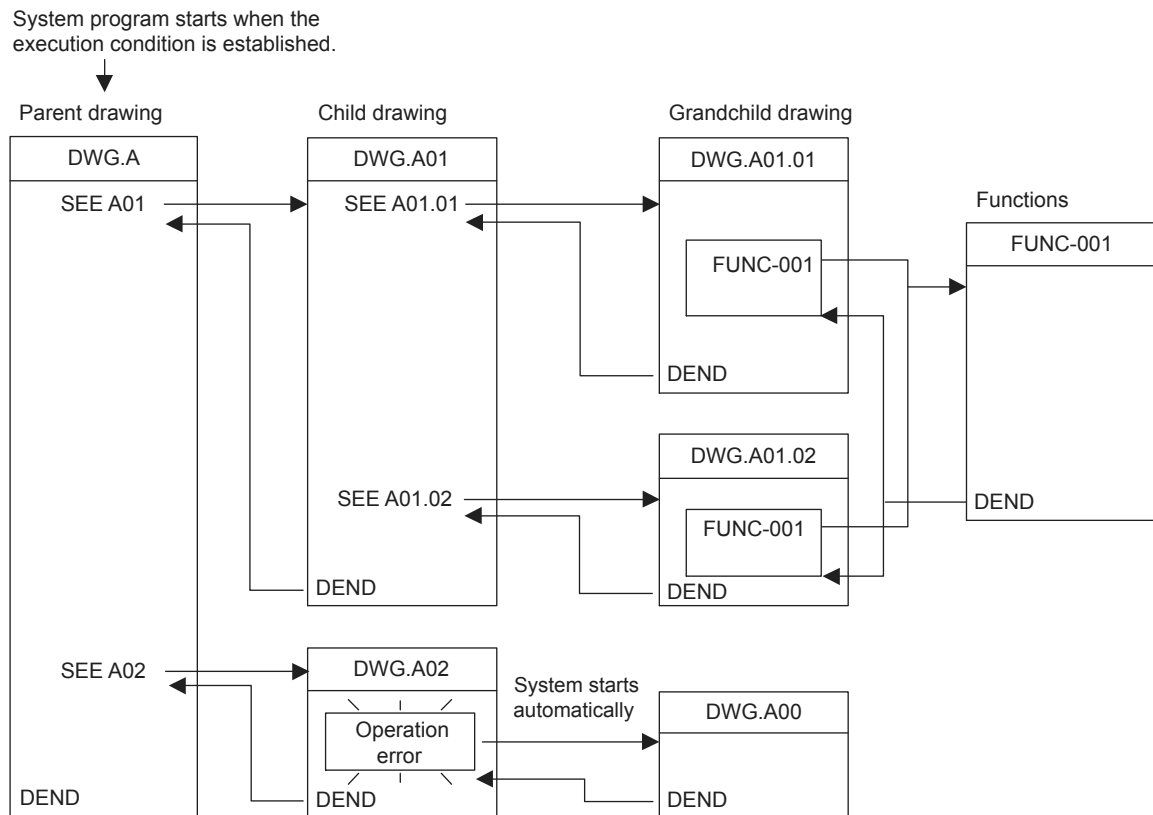 System program starts when the
execution condition is established.
Parent drawing
Child drawing
Grandchild drawing
DWG.A
DWG.A01
DWG.A01.01
SEE A01
SEE A01.01
Functions
FUNC-001
FUNC-001
DEND
DWG.A01.02
SEE A01.02
DEND
FUNC-001
DEND
DEND
SEE A02
DWG.A02
System starts
automatically
DWG.A00
Operation
error
DEND
DEND
DEND